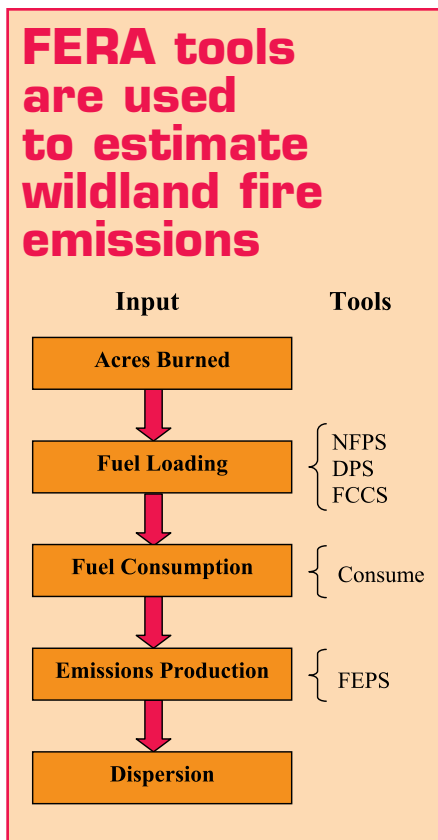 FERA tools
are used
to estimate
wildland fire
emissions
Input Tools
Acres Burned
Fuel Loading
NFPS
DPS
FCCS
Fuel Consumption
Consume
Emissions Production
FEPS
Dispersion